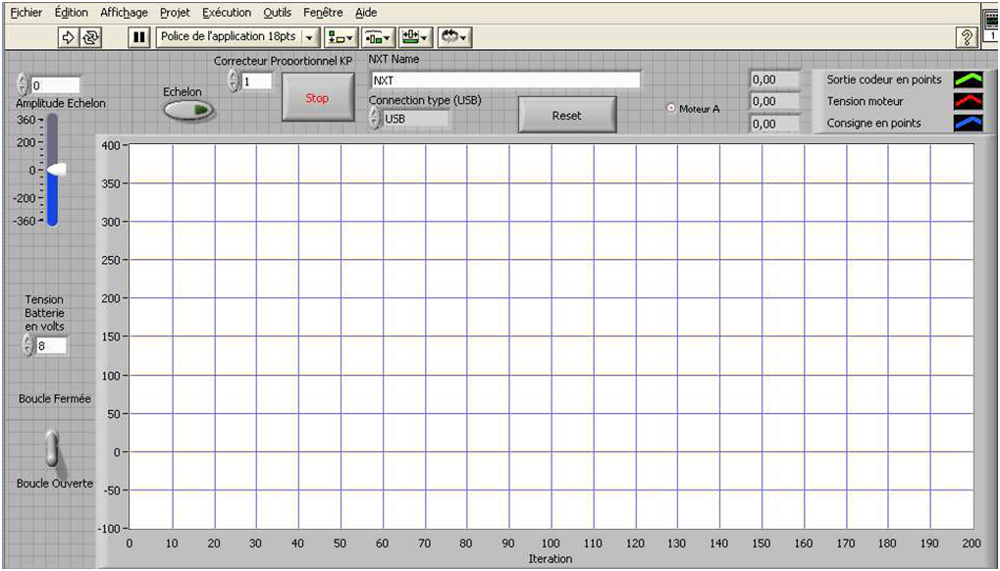 Fichier Édition Affichage Projet Exécution Outils Fenêtre Aide
Police de l'application 18pts
?
1
Correcteur Proportionnel KP
NXT Name
0
1
Stop
NXT
0,00
Sortie codeur en points
Amplitude Echelon
Echelon
Connection type (USB)
Reset
Moteur A
0,00
Tension moteur
USB
0,00
Consigne en points
360
200
0
-200
-360
Tension
Batterie
en volts
8
Boucle Fermée
Boucle Ouverte
400
350
300
250
200
150
100
50
0
-50
-100
0 10 20 30 40 50 60 70 80 90 100 110 120 130 140 150 160 170 180 190 200
Iteration